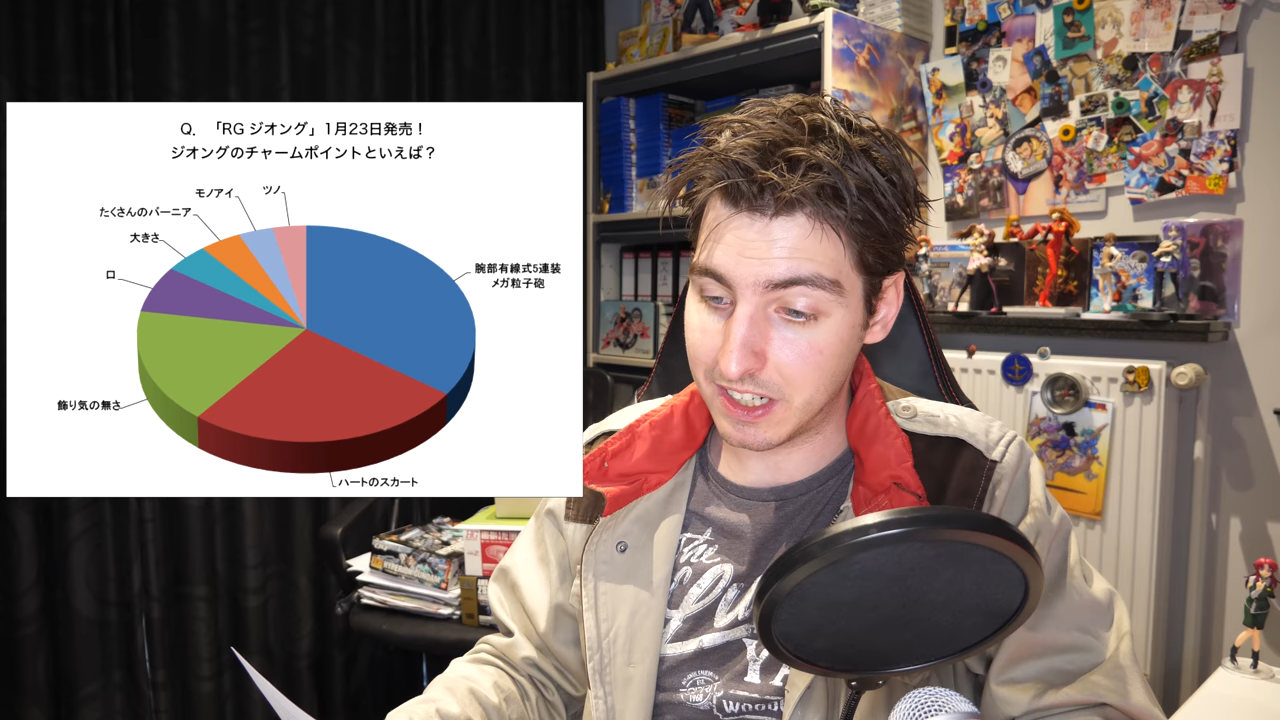 Q. 「RG ジオング」1月23日発売！
ジオングのチャームポイントといえば？
ツノ
モノアイ
たくさんのバーニア
大きさ
口
腕部有線式5連装
メガ粒子砲
飾り気の無さ
ハートのスカート
the